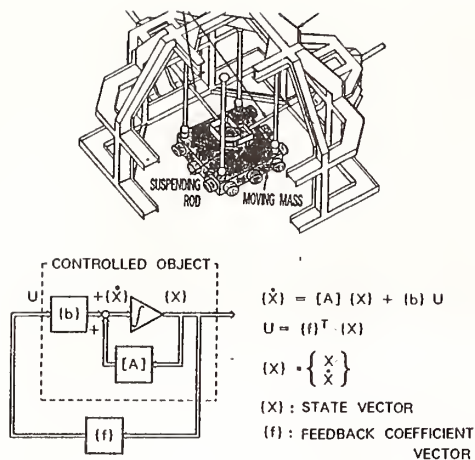 SUSPENDING
ROD
MOVING MASS
CONTROLLED OBJECT
U {b} + {Ẋ} ∫ {X}
+
[A]
{f}
{Ẋ} = [A] {X} + {b} U
U = {f}ᵀ · {X}
{X} = { X
Ẋ }
{X} : STATE VECTOR
{f} : FEEDBACK COEFFICIENT
VECTOR